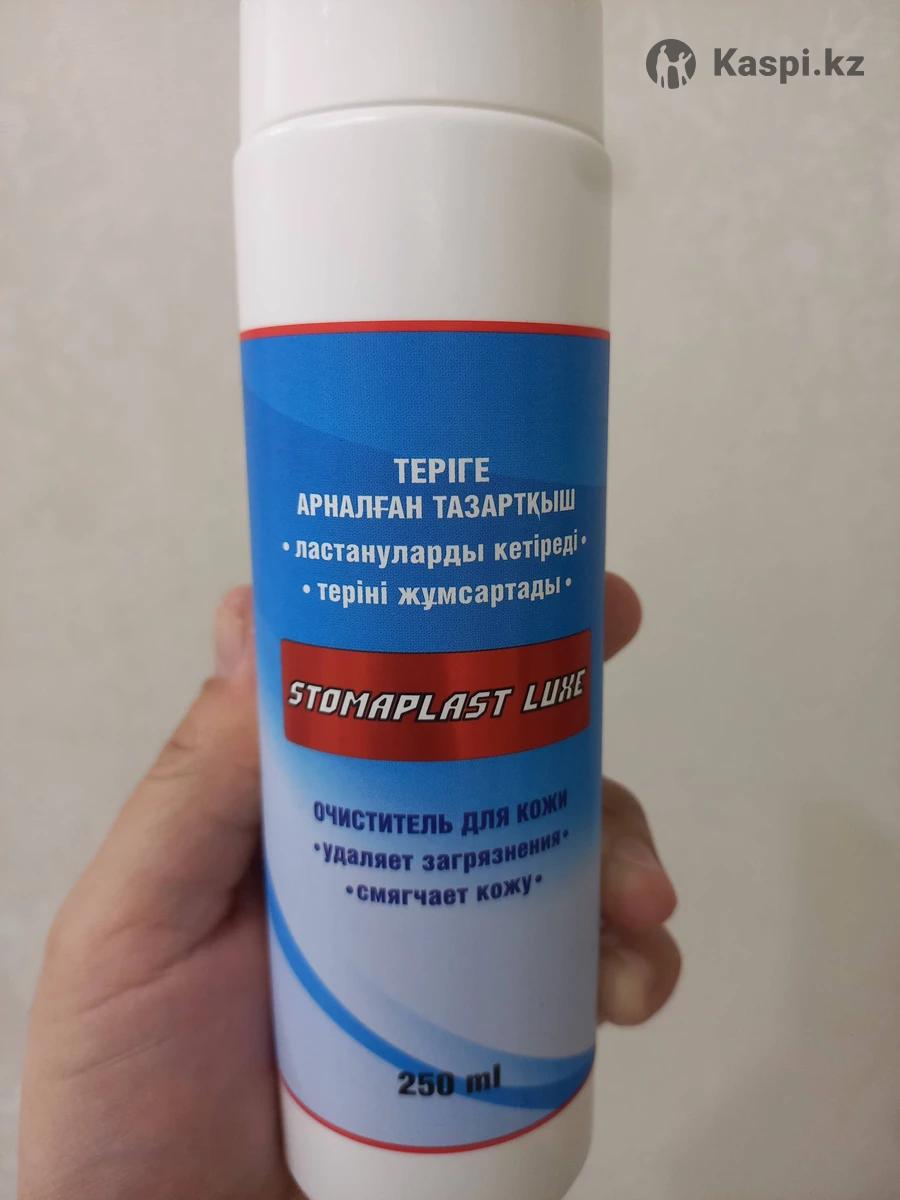 Kaspi.kz
ТЕРІГЕ
АРНАЛҒАН ТАЗАРТҚЫШ
• ластануларды кетіреді •
• теріні жұмсартады •
STOMAPLAST LUXE
ОЧИСТИТЕЛЬ ДЛЯ КОЖИ
•удаляет загрязнения•
•смягчает кожу•
250 ml